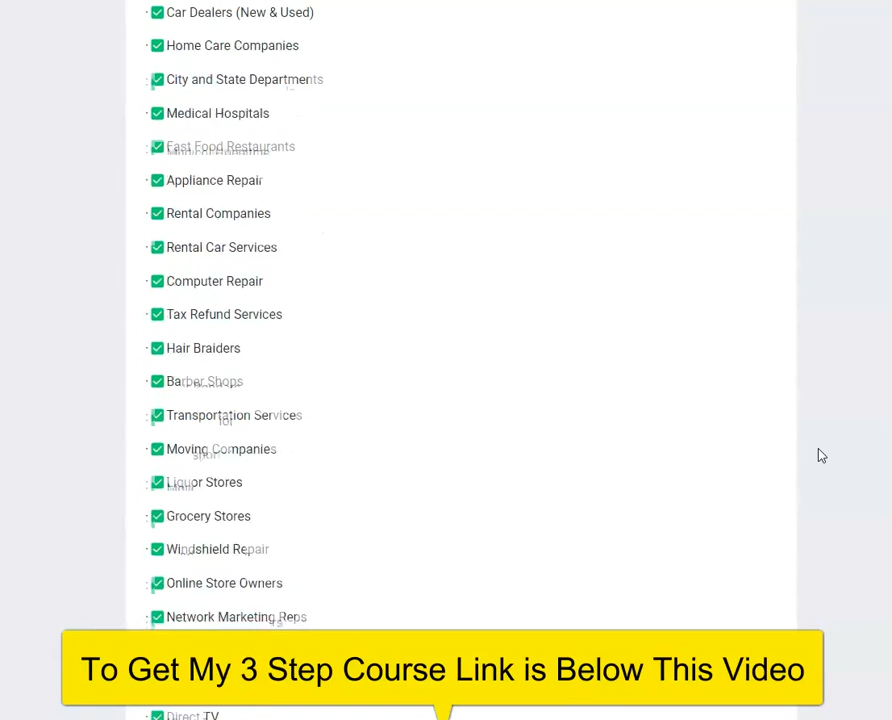 Car Dealers (New & Used)
Home Care Companies
City and State Departments
Medical Hospitals
Fast Food Restaurants
Appliance Repair
Rental Companies
Rental Car Services
Computer Repair
Tax Refund Services
Hair Braiders
Barber Shops
Transportation Services
Moving Companies
Liquor Stores
Grocery Stores
Windshield Repair
Online Store Owners
Network Marketing Reps
To Get My 3 Step Course Link is Below This Video
Direct TV